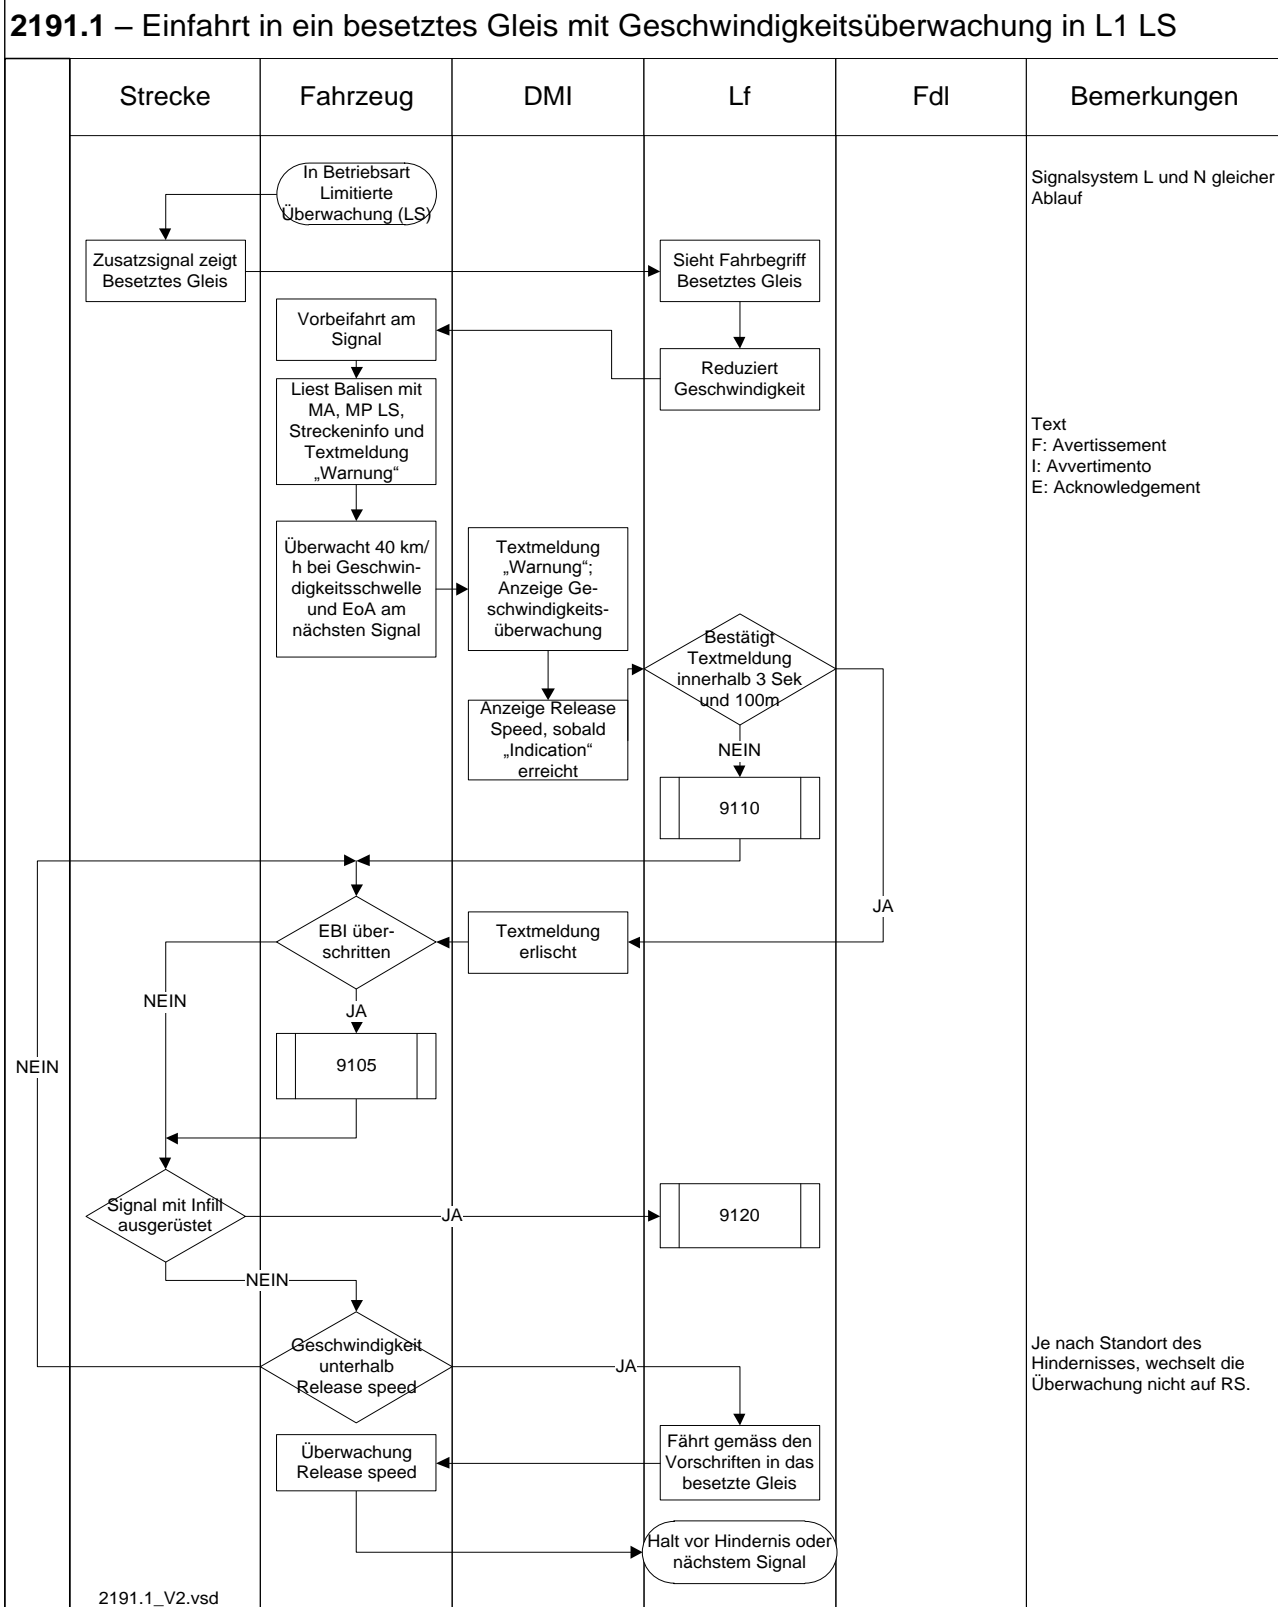 2191.1 – Einfahrt in ein besetztes Gleis mit Geschwindigkeitsüberwachung in L1 LS
Strecke
Fahrzeug
DMI
Lf
Fdl
Bemerkungen
In Betriebsart
Limitierte
Überwachung (LS)
Signalsystem L und N gleicher
Ablauf
Zusatzsignal zeigt
Besetztes Gleis
Sieht Fahrbegriff
Besetztes Gleis
Vorbeifahrt am
Signal
Reduziert
Geschwindigkeit
Liest Balisen mit
MA, MP LS,
Streckeninfo und
Textmeldung
„Warnung“
Text
F: Avertissement
I: Avvertimento
E: Acknowledgement
Überwacht 40 km/
h bei Geschwin-
digkeitsschwelle
und EoA am
nächsten Signal
Textmeldung
„Warnung“;
Anzeige Ge-
schwindigkeits-
überwachung
Bestätigt
Textmeldung
innerhalb 3 Sek
und 100m
Anzeige Release
Speed, sobald
„Indication“
erreicht
NEIN
9110
JA
EBI über-
schritten
Textmeldung
erlischt
NEIN
JA
NEIN
9105
Signal mit Infill
ausgerüstet
JA
9120
NEIN
Geschwindigkeit
unterhalb
Release speed
JA
Je nach Standort des
Hindernisses, wechselt die
Überwachung nicht auf RS.
Überwachung
Release speed
Fährt gemäss den
Vorschriften in das
besetzte Gleis
Halt vor Hindernis oder
nächstem Signal
2191.1_V2.vsd